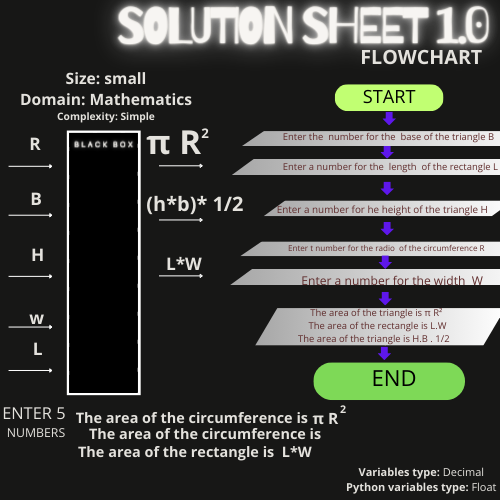 SOLUTION SHEET 1.0
FLOWCHART
Size: small
Domain: Mathematics
Complexity: Simple
R
B
H
w
L
BLACK BOX
π R²
(h*b)* 1/2
L*W
START
Enter the number for the base of the triangle B
Enter a number for the length of the rectangle L
Enter a number for he height of the triangle H
Enter t number for the radio of the circumference R
Enter a number for the width W
The area of the triangle is π R²
The area of the rectangle is L.W
The area of the triangle is H.B . 1/2
END
ENTER 5
NUMBERS
The area of the circumference is π R²
The area of the circumference is
The area of the rectangle is L*W
Variables type: Decimal
Python variables type: Float